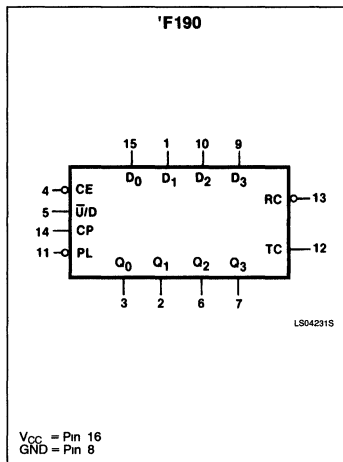 'F190
15 1 10 9
D0 D1 D2 D3
4 CE
RC 13
5 U̅/D
14 CP
TC 12
11 PL
Q0 Q1 Q2 Q3
3 2 6 7
LS04231S
VCC = Pin 16
GND = Pin 8